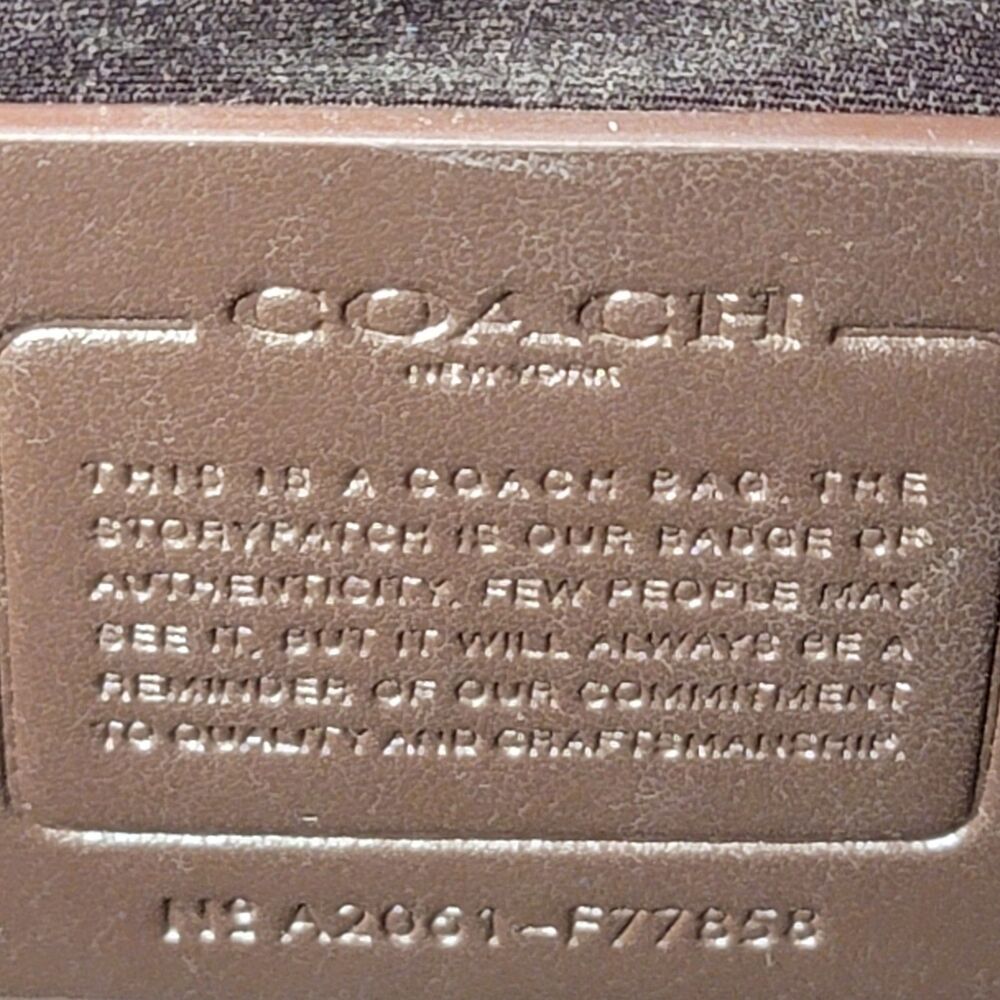 COACH
NEW YORK
THIS IS A COACH BAG. THE
STORYPATCH IS OUR BADGE OF
AUTHENTICITY. FEW PEOPLE MAY
SEE IT, BUT IT WILL ALWAYS BE A
REMINDER OF OUR COMMITMENT
TO QUALITY AND CRAFTSMANSHIP.
Nº A2061-F77858